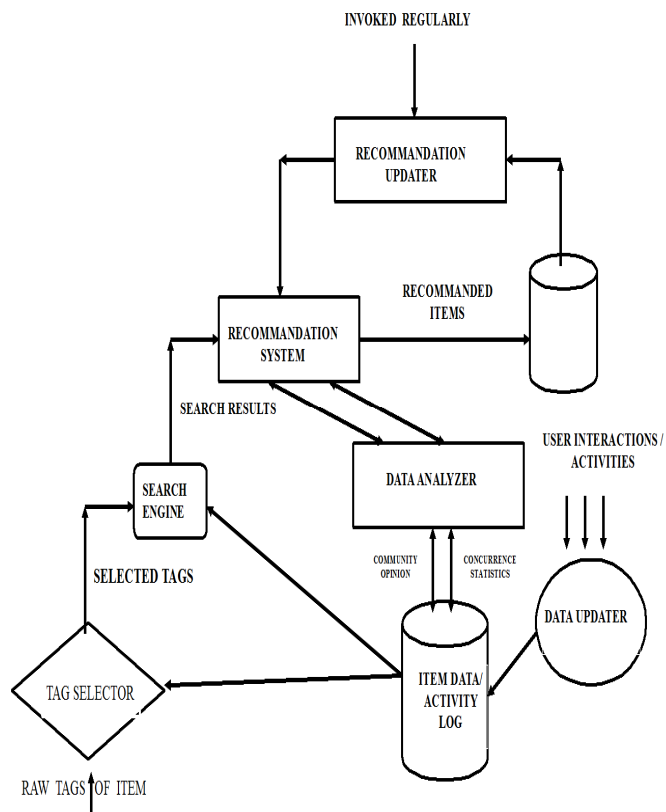 INVOKED REGULARLY
RECOMMANDATION
UPDATER
RECOMMANDED
ITEMS
RECOMMANDATION
SYSTEM
SEARCH RESULTS
USER INTERACTIONS /
ACTIVITIES
DATA ANALYZER
SEARCH
ENGINE
COMMUNITY
OPINION
CONCURRENCE
STATISTICS
SELECTED TAGS
DATA UPDATER
TAG SELECTOR
ITEM DATA/
ACTIVITY
LOG
RAW TAGS OF ITEM